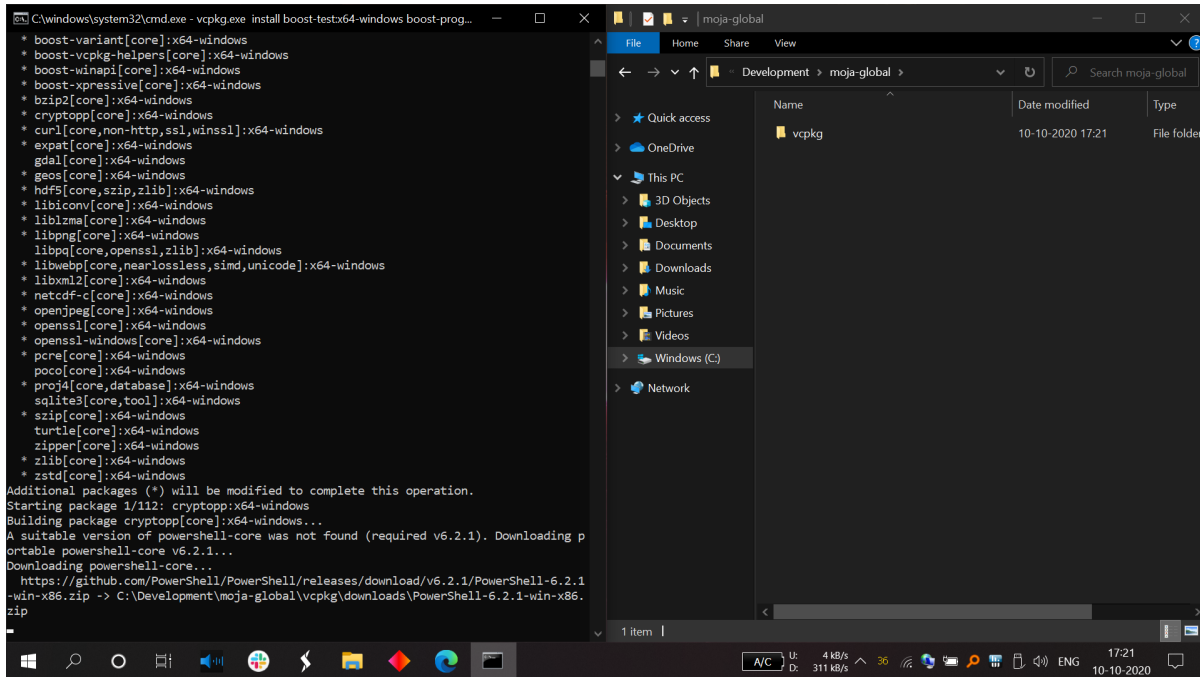 C:\windows\system32\cmd.exe - vcpkg.exe install boost-test:x64-windows boost-prog...
* boost-variant[core]:x64-windows
* boost-vcpkg-helpers[core]:x64-windows
* boost-winapi[core]:x64-windows
* boost-xpressive[core]:x64-windows
* bzip2[core]:x64-windows
* cryptopp[core]:x64-windows
* curl[core,non-http,ssl,winssl]:x64-windows
* expat[core]:x64-windows
gdal[core]:x64-windows
* geos[core]:x64-windows
* hdf5[core,szip,zlib]:x64-windows
* libiconv[core]:x64-windows
* liblzma[core]:x64-windows
* libpng[core]:x64-windows
libpq[core,openssl,zlib]:x64-windows
* libwebp[core,nearlossless,simd,unicode]:x64-windows
* libxml2[core]:x64-windows
* netcdf-c[core]:x64-windows
* openjpeg[core]:x64-windows
* openssl[core]:x64-windows
* openssl-windows[core]:x64-windows
* pcre[core]:x64-windows
poco[core]:x64-windows
* proj4[core,database]:x64-windows
sqlite3[core,tool]:x64-windows
* szip[core]:x64-windows
turtle[core]:x64-windows
zipper[core]:x64-windows
* zlib[core]:x64-windows
* zstd[core]:x64-windows
Additional packages (*) will be modified to complete this operation.
Starting package 1/112: cryptopp:x64-windows
Building package cryptopp[core]:x64-windows...
A suitable version of powershell-core was not found (required v6.2.1). Downloading p
ortable powershell-core v6.2.1...
Downloading powershell-core...
https://github.com/PowerShell/PowerShell/releases/download/v6.2.1/PowerShell-6.2.1
-win-x86.zip -> C:\Development\moja-global\vcpkg\downloads\PowerShell-6.2.1-win-x86.
zip
moja-global
File Home Share View
Development > moja-global >
Search moja-global
Name Date modified Type
vcpkg 10-10-2020 17:21 File folder
Quick access
OneDrive
This PC
3D Objects
Desktop
Documents
Downloads
Music
Pictures
Videos
Windows (C:)
Network
1 item
A/C
U: 4 kB/s
D: 311 kB/s
36
ENG
17:21
10-10-2020